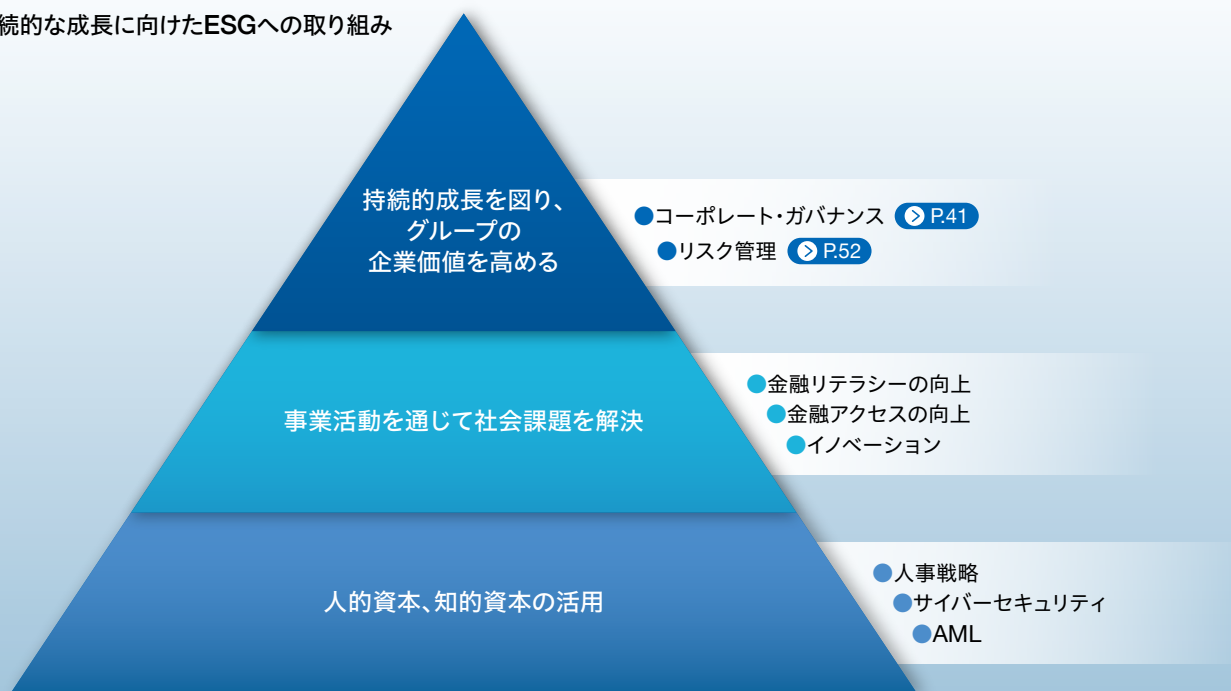 続的な成長に向けたESGへの取り組み
持続的成長を図り、
グループの
企業価値を高める
●コーポレート・ガバナンス P.41
●リスク管理 P.52
事業活動を通じて社会課題を解決
●金融リテラシーの向上
●金融アクセスの向上
●イノベーション
人的資本、知的資本の活用
●人事戦略
●サイバーセキュリティ
●AML